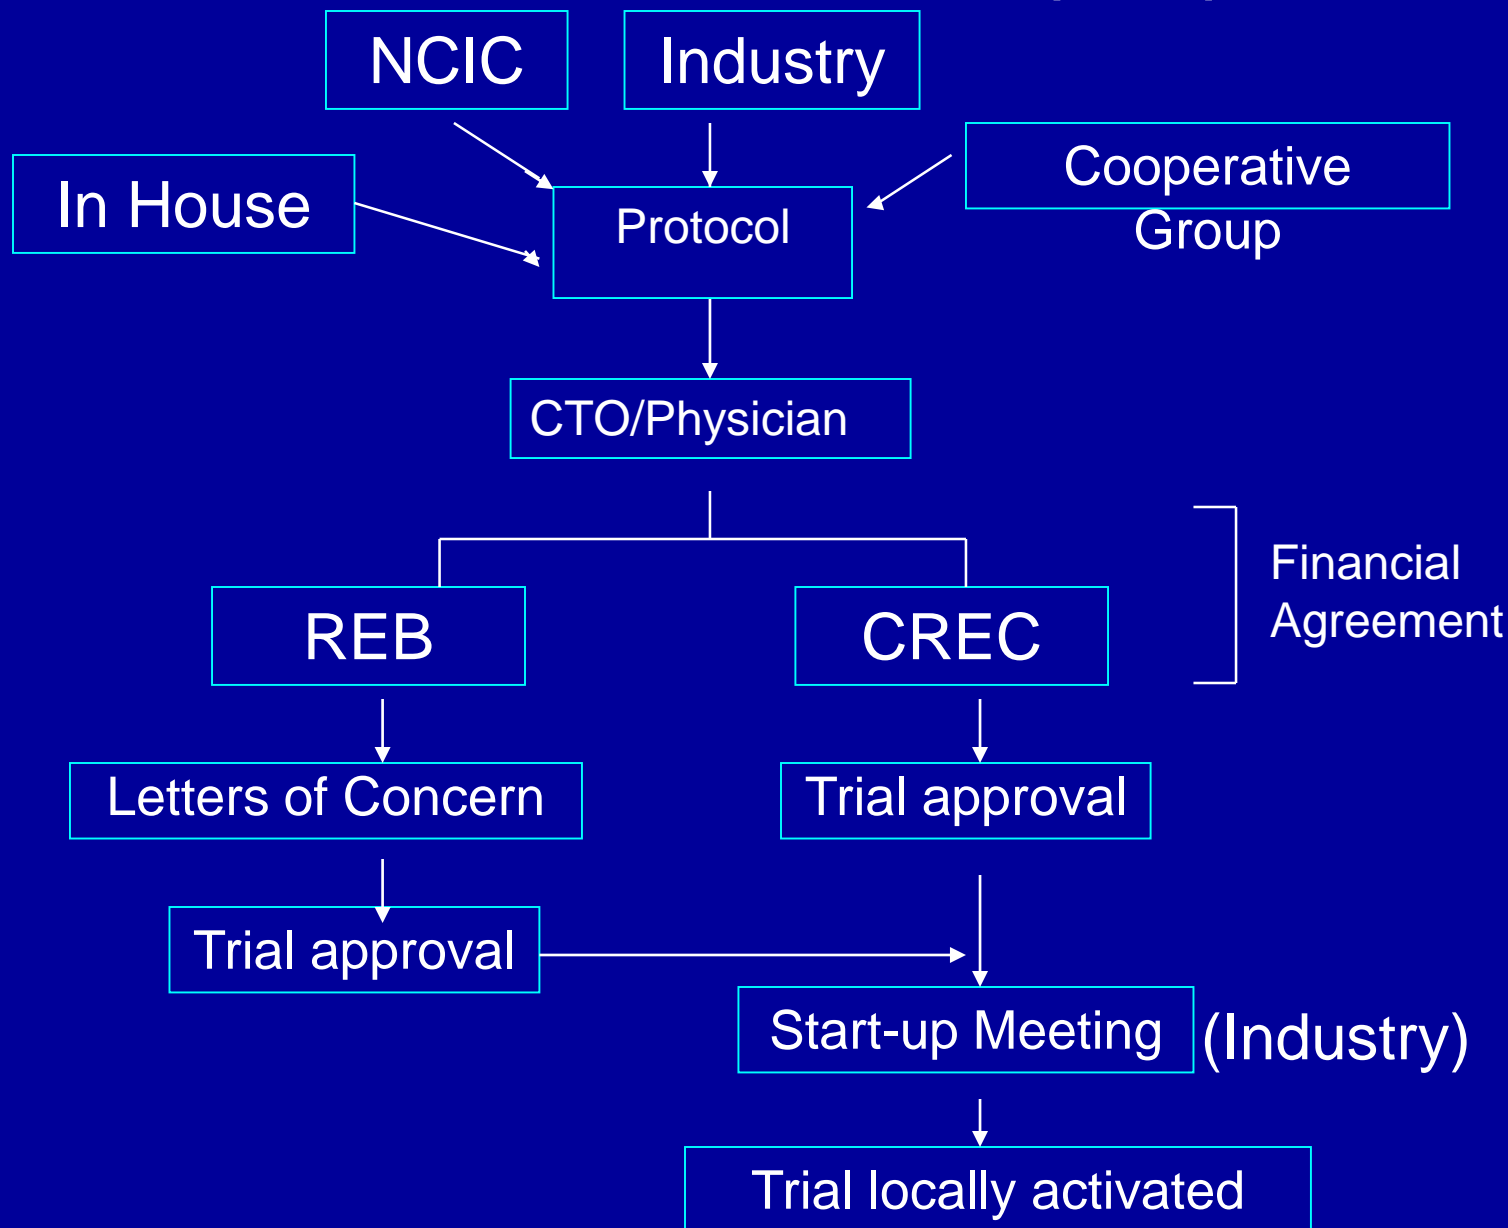 NCIC
Industry
In House
Cooperative
Group
Protocol
CTO/Physician
Financial
Agreement
REB
CREC
Letters of Concern
Trial approval
Trial approval
Start-up Meeting
(Industry)
Trial locally activated